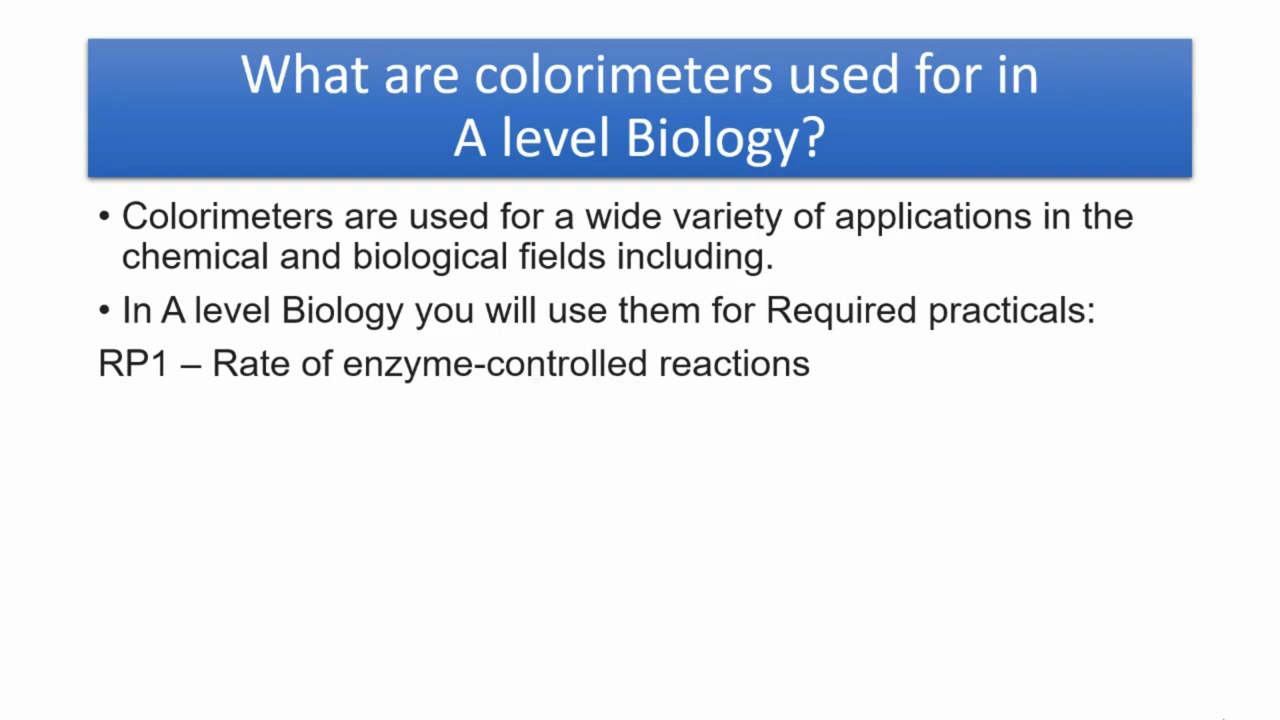 What are colorimeters used for in
A level Biology?
• Colorimeters are used for a wide variety of applications in the
chemical and biological fields including.
• In A level Biology you will use them for Required practicals:
RP1 – Rate of enzyme-controlled reactions